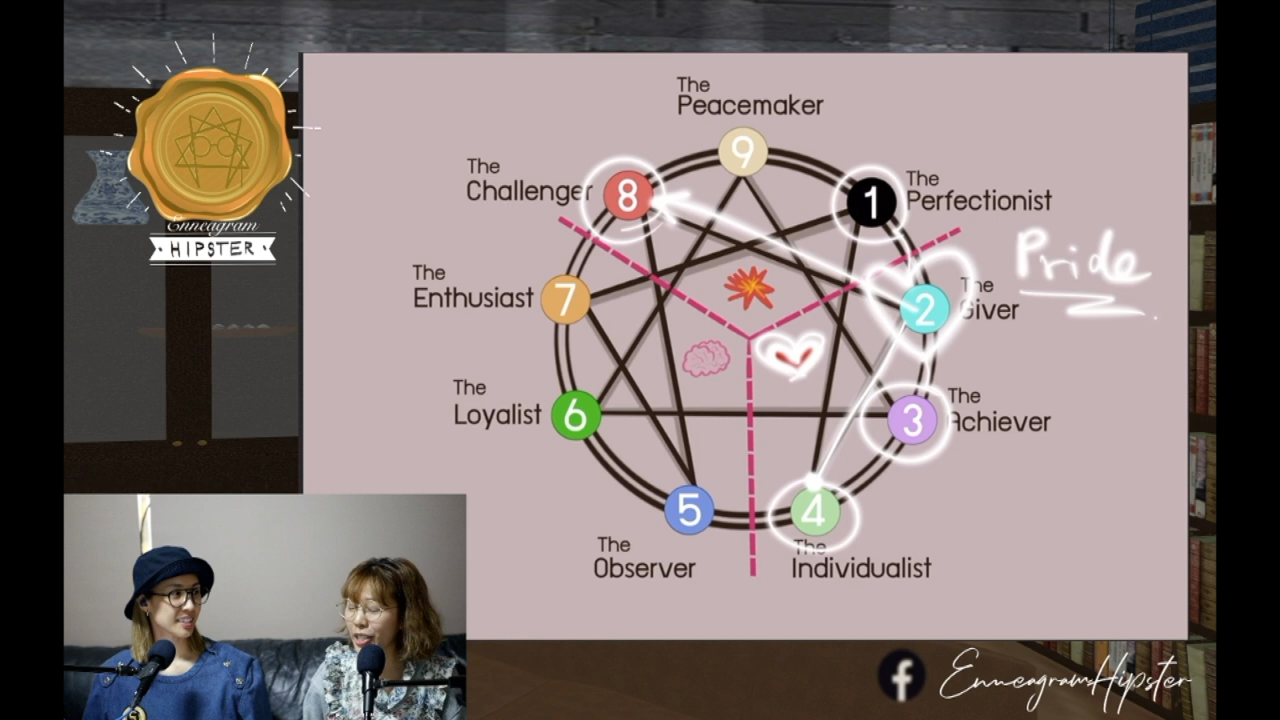 Enneagram
HIPSTER
The
Peacemaker
9
The
Challenger
8
1
The
Perfectionist
The
Enthusiast
7
2
The
Giver
Pride
The
Loyalist
6
3
The
Achiever
5
4
The
Observer
The
Individualist
EnneagramHipster